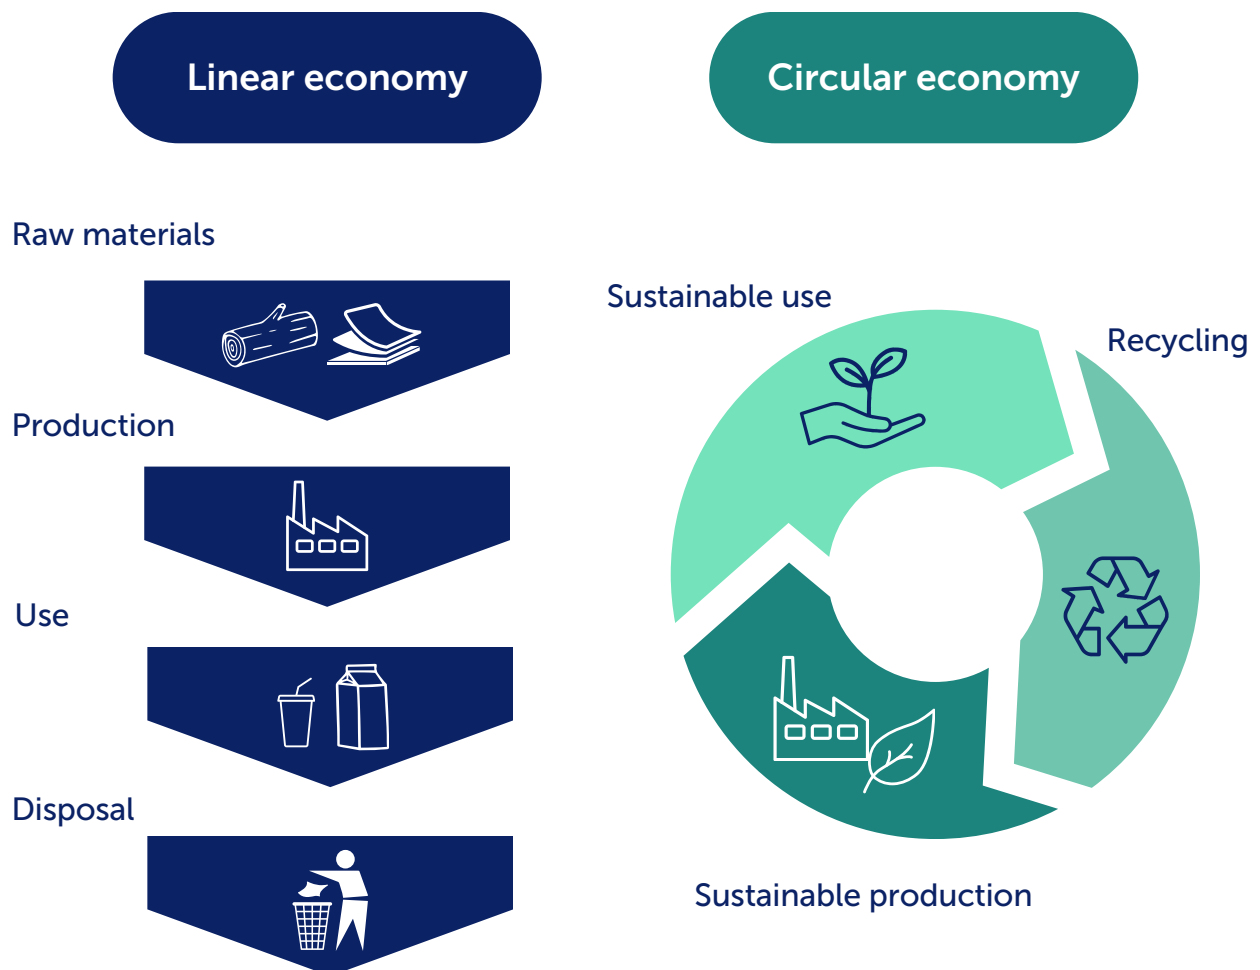 Linear economy
Circular economy
Raw materials
Production
Use
Disposal
Sustainable use
Recycling
Sustainable production